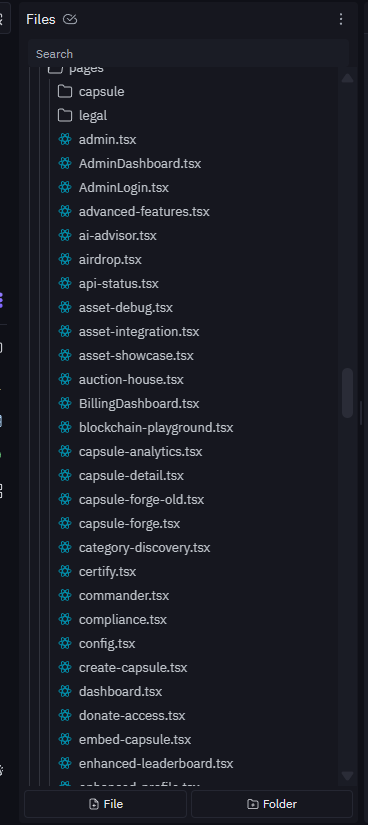 Files
Search
pages
capsule
legal
admin.tsx
AdminDashboard.tsx
AdminLogin.tsx
advanced-features.tsx
ai-advisor.tsx
airdrop.tsx
api-status.tsx
asset-debug.tsx
asset-integration.tsx
asset-showcase.tsx
auction-house.tsx
BillingDashboard.tsx
blockchain-playground.tsx
capsule-analytics.tsx
capsule-detail.tsx
capsule-forge-old.tsx
capsule-forge.tsx
category-discovery.tsx
certify.tsx
commander.tsx
compliance.tsx
config.tsx
create-capsule.tsx
dashboard.tsx
donate-access.tsx
embed-capsule.tsx
enhanced-leaderboard.tsx
enhanced-profile.tsx
File
Folder